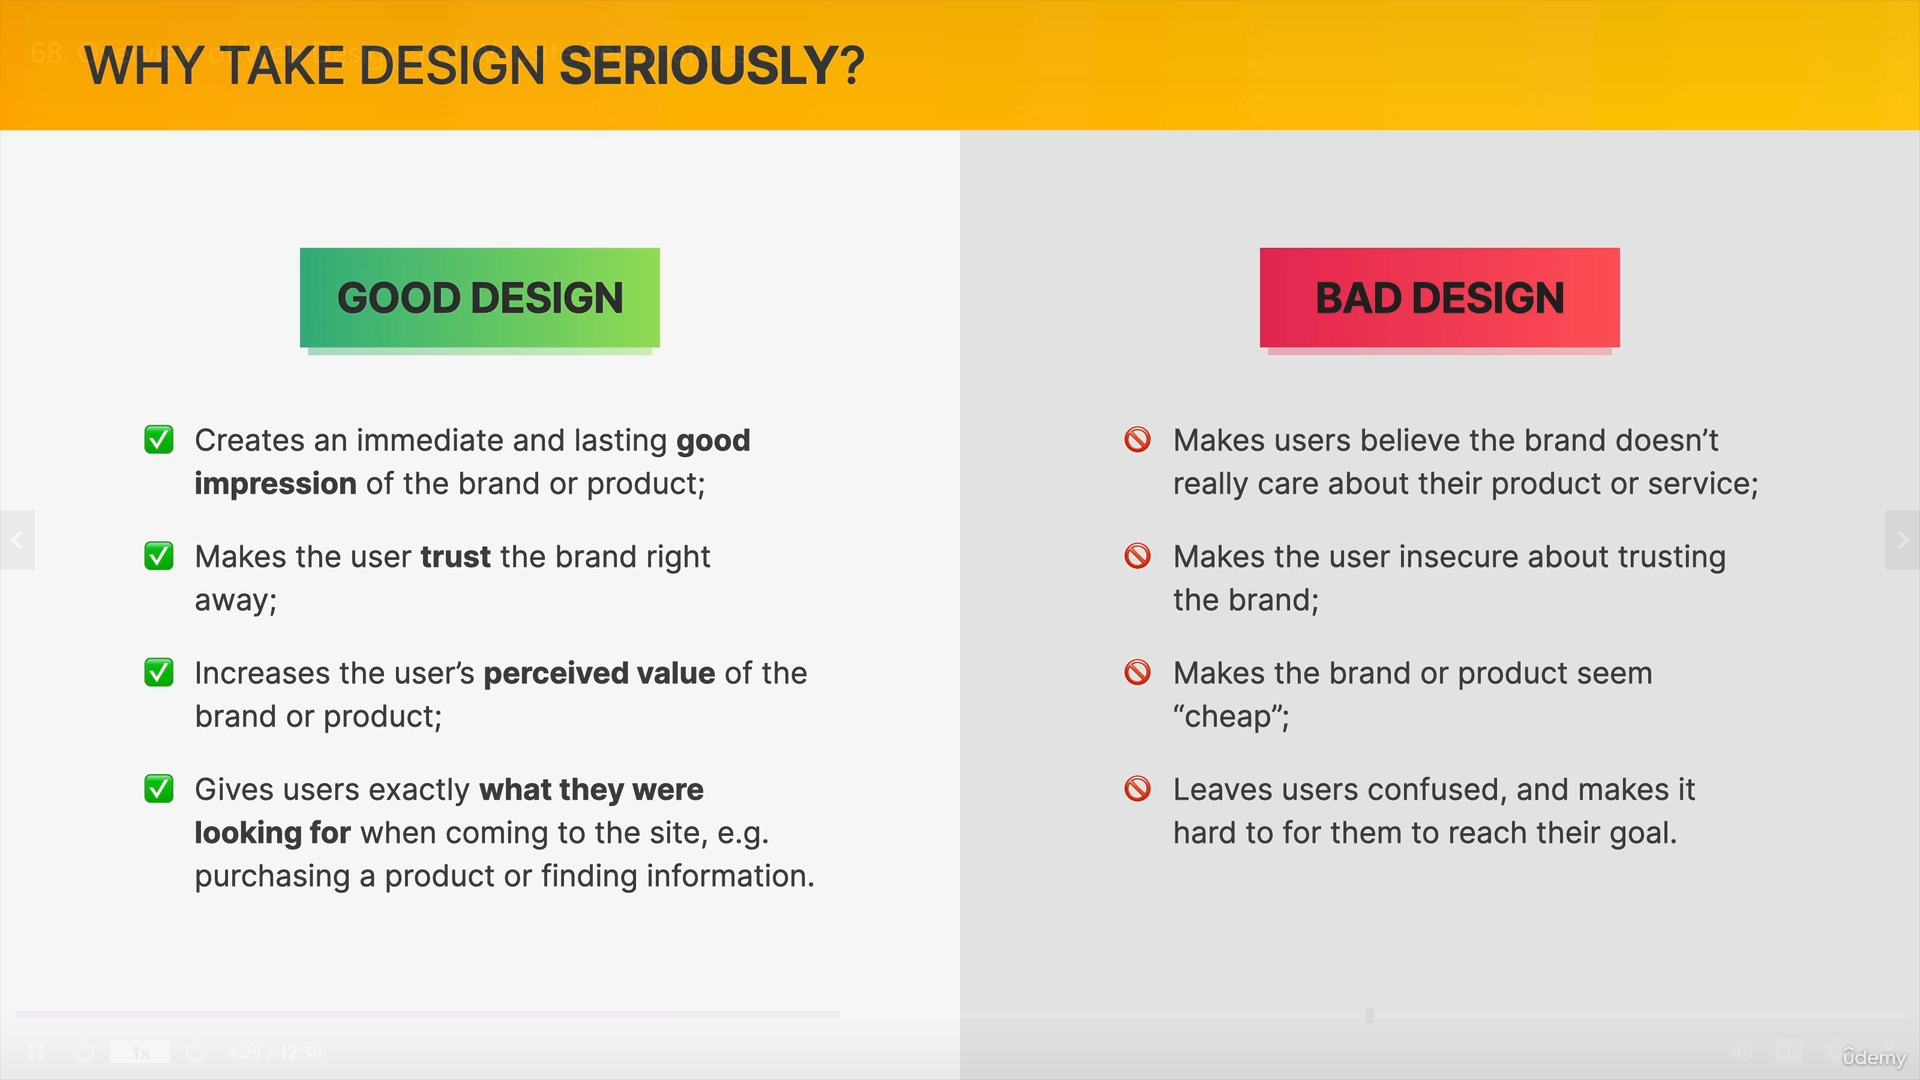 WHY TAKE DESIGN SERIOUSLY?
GOOD DESIGN
Creates an immediate and lasting good
impression of the brand or product;
Makes the user trust the brand right
away;
Increases the user’s perceived value of the
brand or product;
Gives users exactly what they were
looking for when coming to the site, e.g.
purchasing a product or finding information.
BAD DESIGN
Makes users believe the brand doesn’t
really care about their product or service;
Makes the user insecure about trusting
the brand;
Makes the brand or product seem
“cheap”;
Leaves users confused, and makes it
hard to for them to reach their goal.
1x
4:25 / 12:36
ûdemy